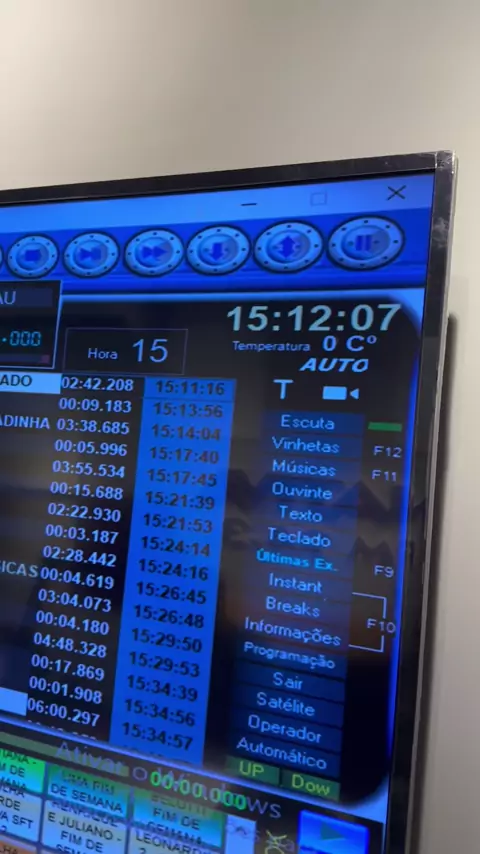 AU
15:12:07
.000
Temperatura 0 Cº
Hora 15
AUTO
ADO 02:42.208 15:11:16
T
00:09.183 15:13:56
Escuta
ADINHA 03:38.685 15:14:04
Vinhetas F12
00:05.996 15:17:40
Músicas F11
03:55.534 15:17:45
Ouvinte
00:15.688 15:21:39
Texto
02:22.930 15:21:53
Teclado
00:03.187 15:24:14
Últimas Ex. F9
02:28.442 15:24:16
Instant
ICAS 00:04.619 15:26:45
Breaks F10
03:04.073 15:26:48
Informações
00:04.180 15:29:50
Programação
04:48.328 15:29:53
Sair
00:17.869 15:34:39
Satélite
00:01.908 15:34:56
Operador
06:00.297 15:34:57
Automático
UP Dow
Ativar o Windows
00:00.000
UMA FIM
DE SEMANA
FIM DE
SEMANA
E JULIANO -
FIM DE
LEONARDO
OK